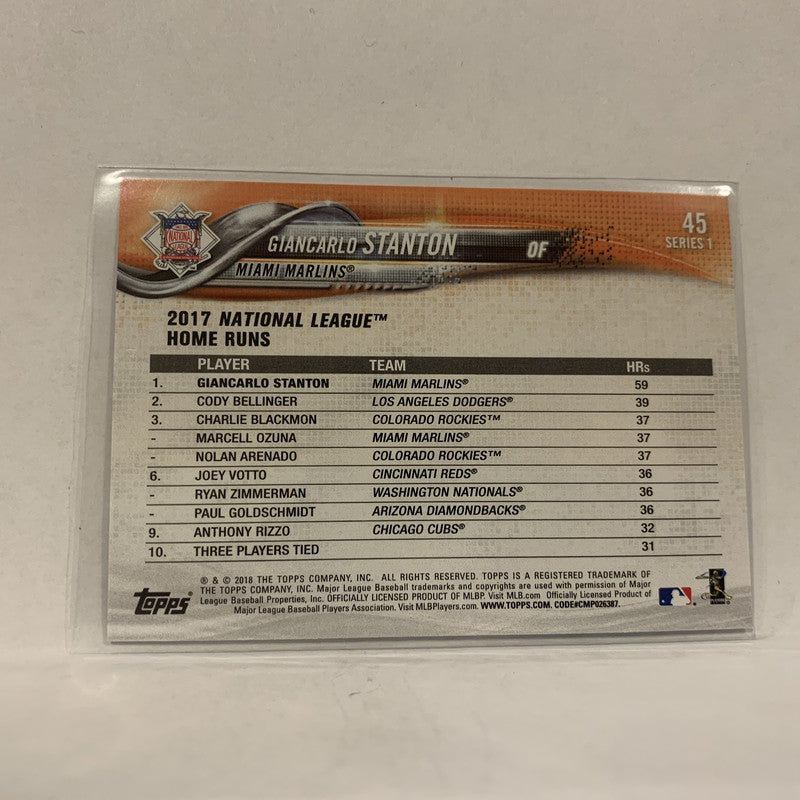 45
SERIES 1
GIANCARLO STANTON OF
MIAMI MARLINS®
NATIONAL
2017 NATIONAL LEAGUE™
HOME RUNS
PLAYER TEAM HRs
1. GIANCARLO STANTON MIAMI MARLINS® 59
2. CODY BELLINGER LOS ANGELES DODGERS® 39
3. CHARLIE BLACKMON COLORADO ROCKIES™ 37
- MARCELL OZUNA MIAMI MARLINS® 37
- NOLAN ARENADO COLORADO ROCKIES™ 37
6. JOEY VOTTO CINCINNATI REDS® 36
- RYAN ZIMMERMAN WASHINGTON NATIONALS® 36
- PAUL GOLDSCHMIDT ARIZONA DIAMONDBACKS® 36
9. ANTHONY RIZZO CHICAGO CUBS® 32
10. THREE PLAYERS TIED 31
Topps®
® & © 2018 THE TOPPS COMPANY, INC. ALL RIGHTS RESERVED. TOPPS IS A REGISTERED TRADEMARK OF
THE TOPPS COMPANY, INC. Major League Baseball trademarks and copyrights are used with permission of Major
League Baseball Properties, Inc. OFFICIALLY LICENSED PRODUCT OF MLBP. Visit MLB.com Officially Licensed Product of
Major League Baseball Players Association. Visit MLBPlayers.com. WWW.TOPPS.COM. CODE#CMP026387.